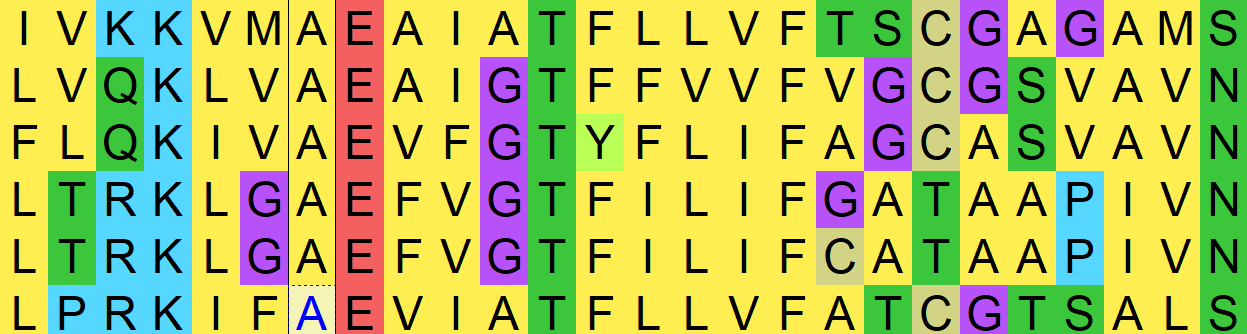 I V K K V M A E A I A T F L L V F T S C G A G A M S
L V Q K L V A E A I G T F F V V F V G C G S V A V N
F L Q K I V A E V F G T Y F L I F A G C A S V A V N
L T R K L G A E F V G T F I L I F G A T A A P I V N
L T R K L G A E F V G T F I L I F C A T A A P I V N
L P R K I F A E V I A T F L L V F A T C G T S A L S